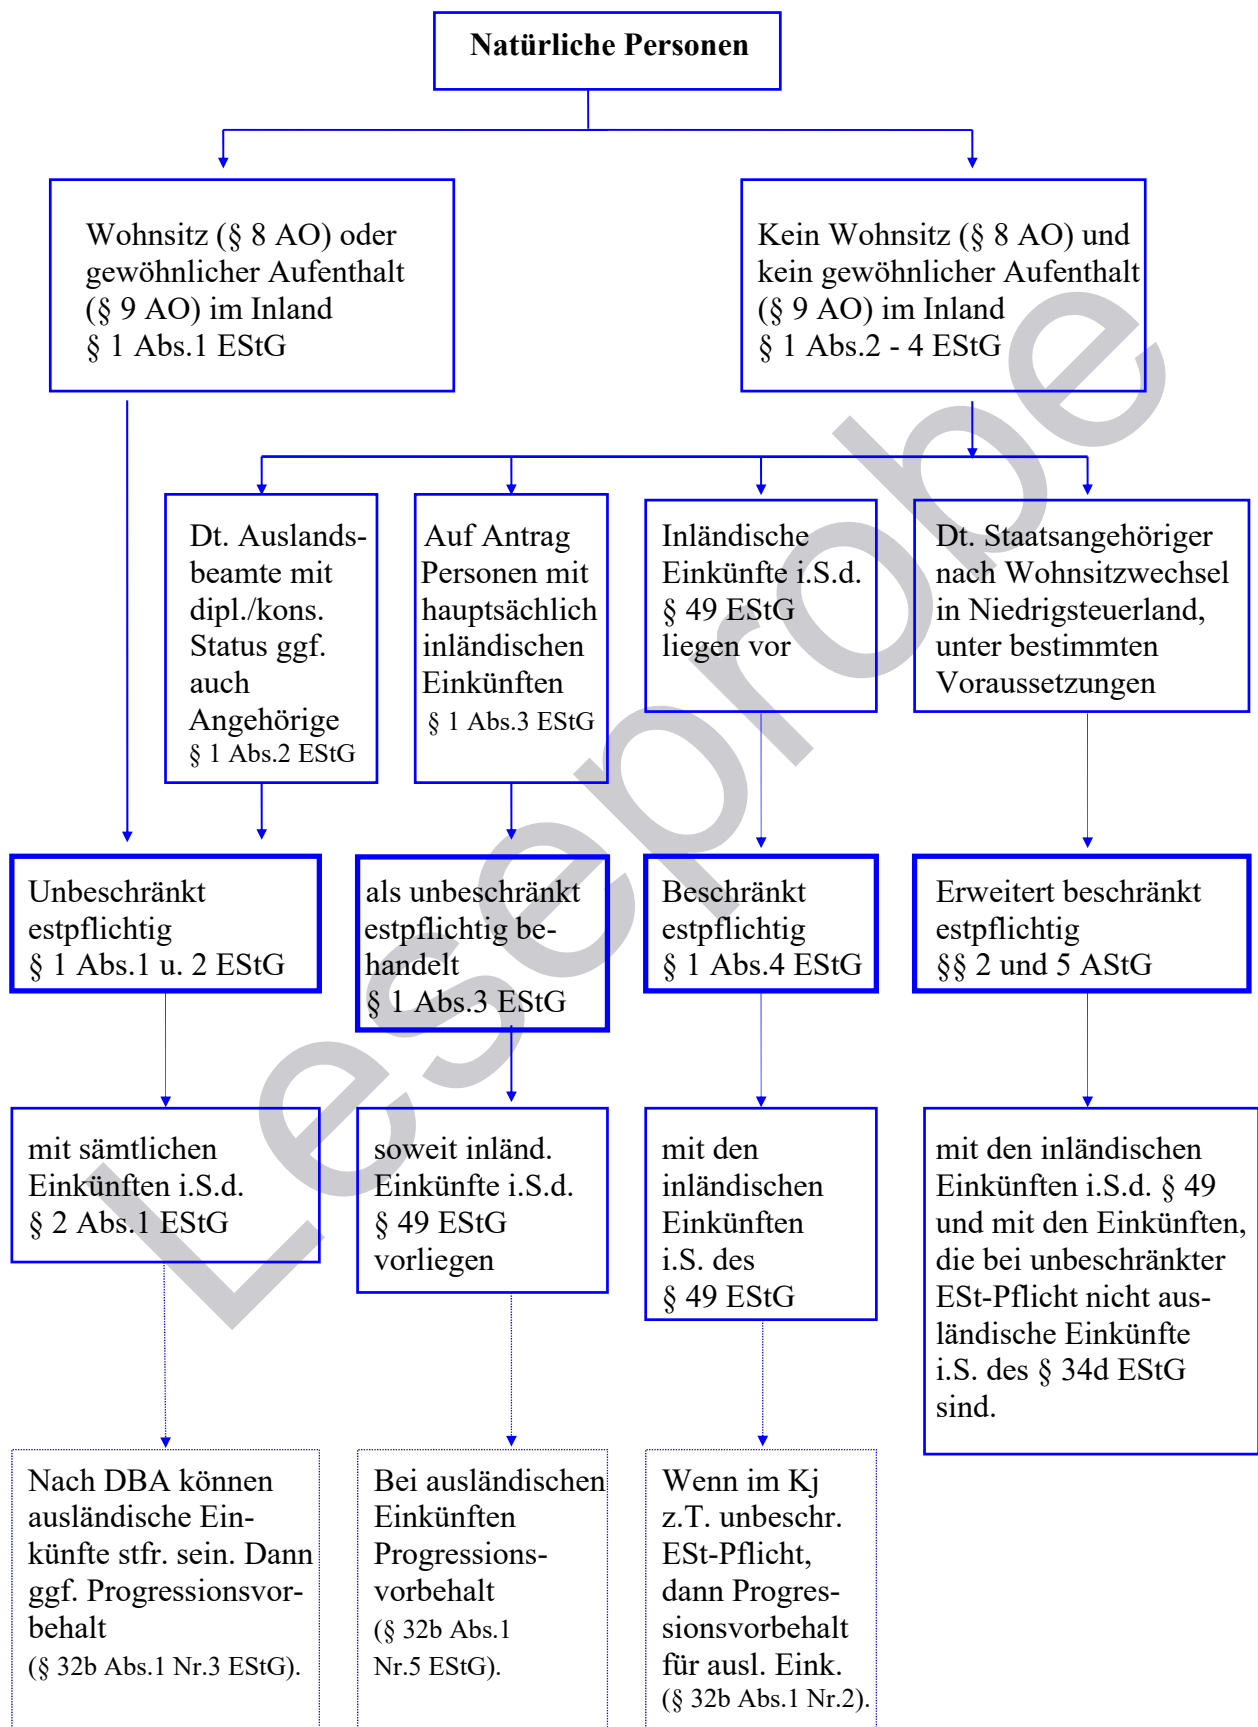 Natürliche Personen
Wohnsitz (§ 8 AO) oder
gewöhnlicher Aufenthalt
(§ 9 AO) im Inland
§ 1 Abs.1 EStG
Kein Wohnsitz (§ 8 AO) und
kein gewöhnlicher Aufenthalt
(§ 9 AO) im Inland
§ 1 Abs.2 - 4 EStG
Dt. Auslands-
beamte mit
dipl./kons.
Status ggf.
auch
Angehörige
§ 1 Abs.2 EStG
Auf Antrag
Personen mit
hauptsächlich
inländischen
Einkünften
§ 1 Abs.3 EStG
Inländische
Einkünfte i.S.d.
§ 49 EStG
liegen vor
Dt. Staatsangehöriger
nach Wohnsitzwechsel
in Niedrigsteuerland,
unter bestimmten
Voraussetzungen
Unbeschränkt
estpflichtig
§ 1 Abs.1 u. 2 EStG
als unbeschränkt
estpflichtig be-
handelt
§ 1 Abs.3 EStG
Beschränkt
estpflichtig
§ 1 Abs.4 EStG
Erweitert beschränkt
estpflichtig
§§ 2 und 5 AStG
mit sämtlichen
Einkünften i.S.d.
§ 2 Abs.1 EStG
soweit inländ.
Einkünfte i.S.d.
§ 49 EStG
vorliegen
mit den
inländischen
Einkünften
i.S. des
§ 49 EStG
mit den inländischen
Einkünften i.S.d. § 49
und mit den Einkünften,
die bei unbeschränkter
ESt-Pflicht nicht aus-
ländische Einkünfte
i.S. des § 34d EStG
sind.
Nach DBA können
ausländische Ein-
künfte stfr. sein. Dann
ggf. Progressionsvor-
behalt
(§ 32b Abs.1 Nr.3 EStG).
Bei ausländischen
Einkünften
Progressions-
vorbehalt
(§ 32b Abs.1
Nr.5 EStG).
Wenn im Kj
z.T. unbeschr.
ESt-Pflicht,
dann Progres-
sionsvorbehalt
für ausl. Eink.
(§ 32b Abs.1 Nr.2).
Leseprobe